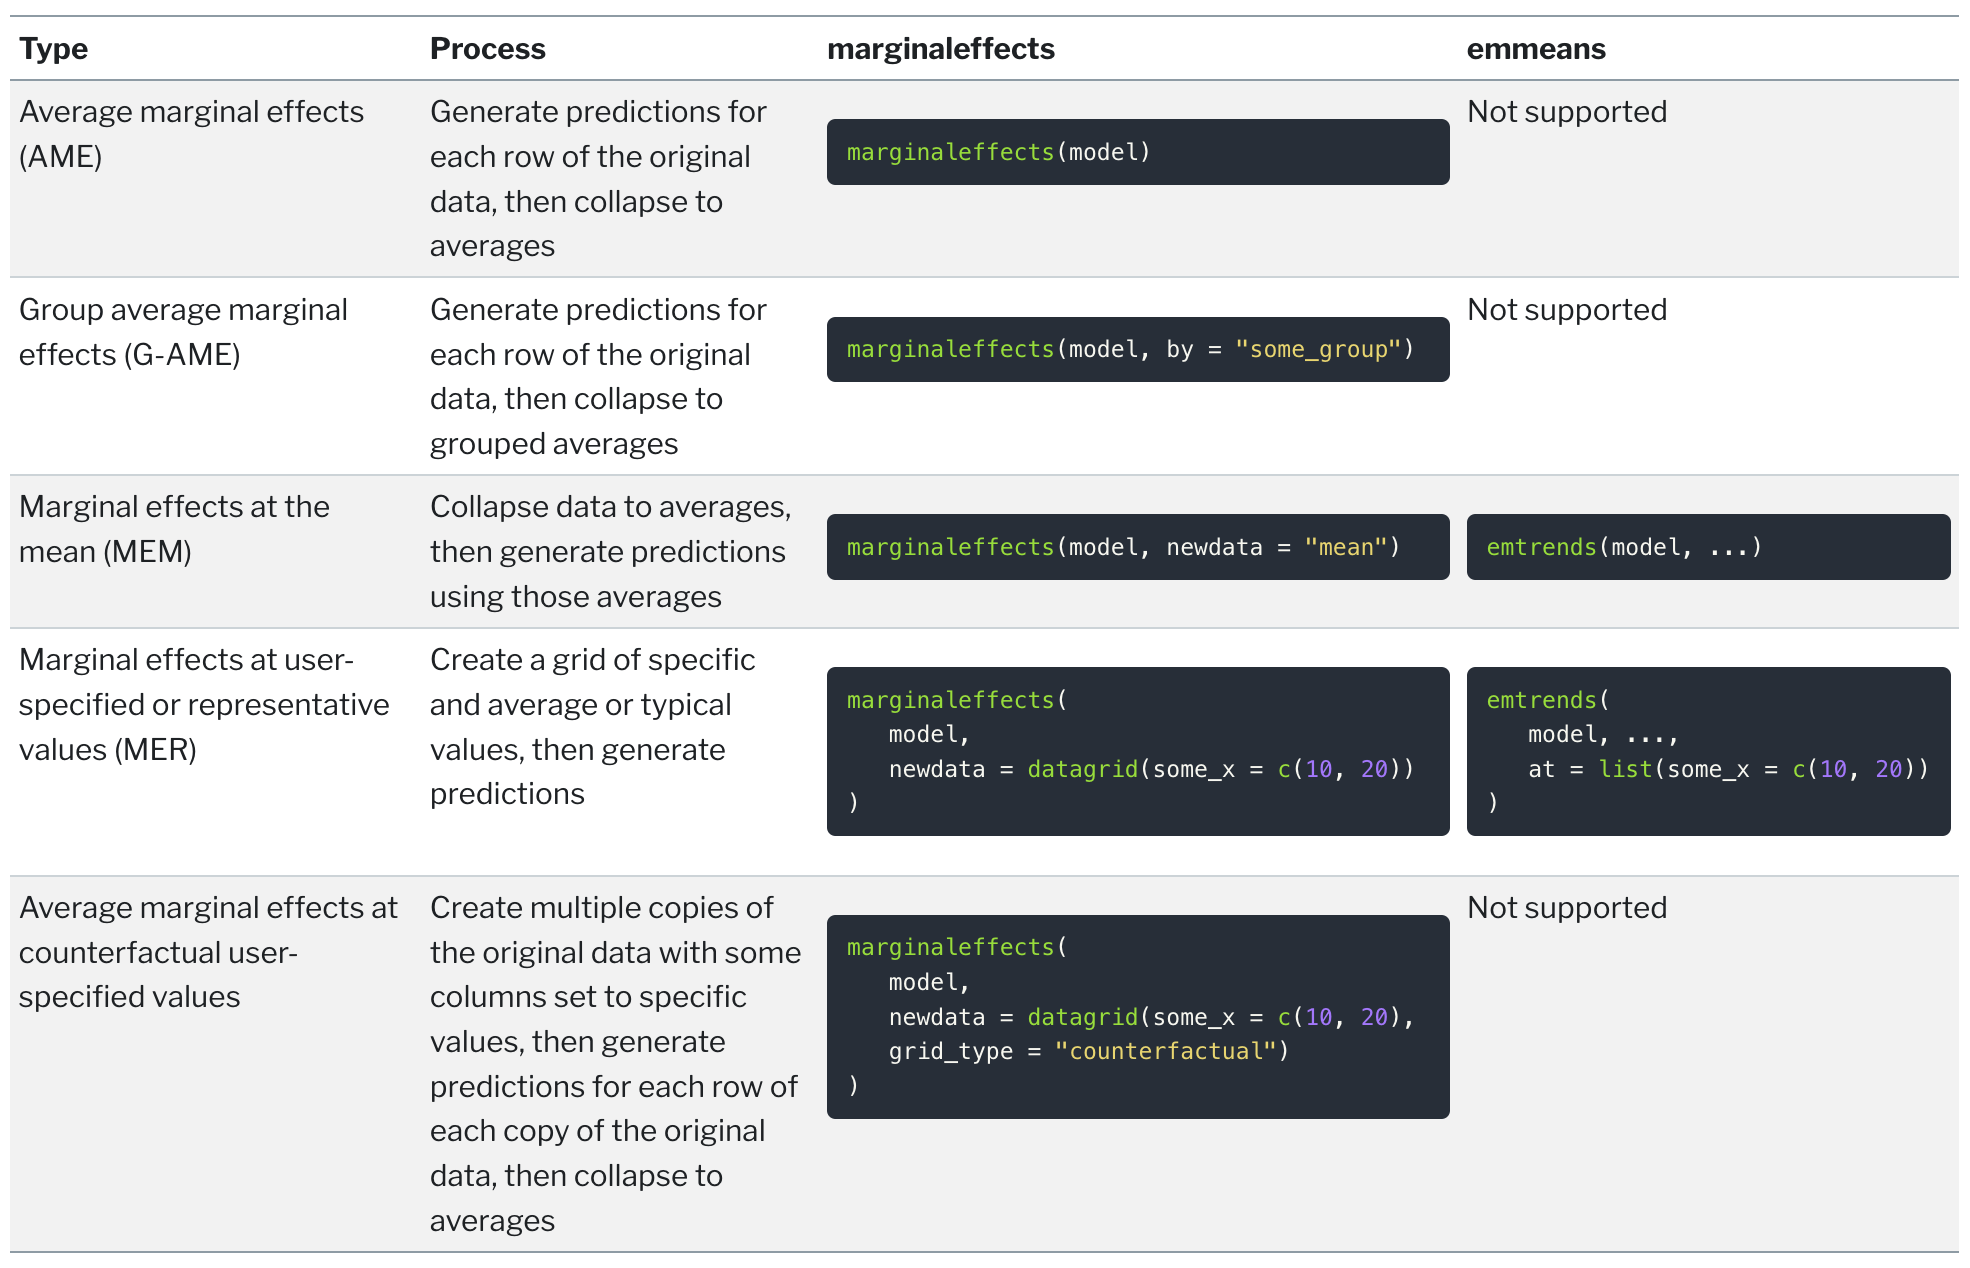 Type
Process
marginaleffects
emmeans
Average marginal effects
(AME)
Generate predictions for
each row of the original
data, then collapse to
averages
marginaleffects(model)
Not supported
Group average marginal
effects (G-AME)
Generate predictions for
each row of the original
data, then collapse to
grouped averages
marginaleffects(model, by = "some_group")
Not supported
Marginal effects at the
mean (MEM)
Collapse data to averages,
then generate predictions
using those averages
marginaleffects(model, newdata = "mean")
emtrends(model, ...)
Marginal effects at user-
specified or representative
values (MER)
Create a grid of specific
and average or typical
values, then generate
predictions
marginaleffects(
   model,
   newdata = datagrid(some_x = c(10, 20))
)
emtrends(
   model, ...,
   at = list(some_x = c(10, 20))
)
Average marginal effects at
counterfactual user-
specified values
Create multiple copies of
the original data with some
columns set to specific
values, then generate
predictions for each row of
each copy of the original
data, then collapse to
averages
marginaleffects(
   model,
   newdata = datagrid(some_x = c(10, 20),
   grid_type = "counterfactual")
)
Not supported